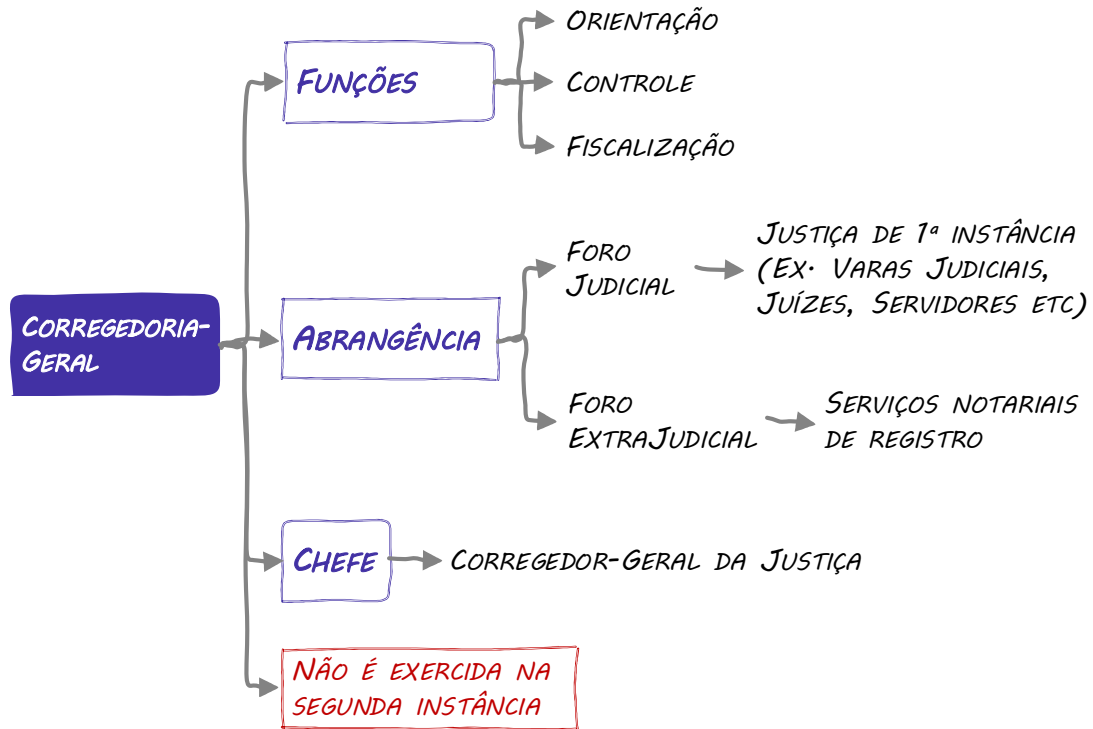 Orientação
Funções
Controle
Fiscalização
Corregedoria-
Geral
Abrangência
Foro
Judicial
Justiça de 1ª instância
(Ex. Varas Judiciais,
Juízes, Servidores etc)
Foro
ExtraJudicial
Serviços notariais
de registro
Chefe
Corregedor-Geral da Justiça
Não é exercida na
segunda instância